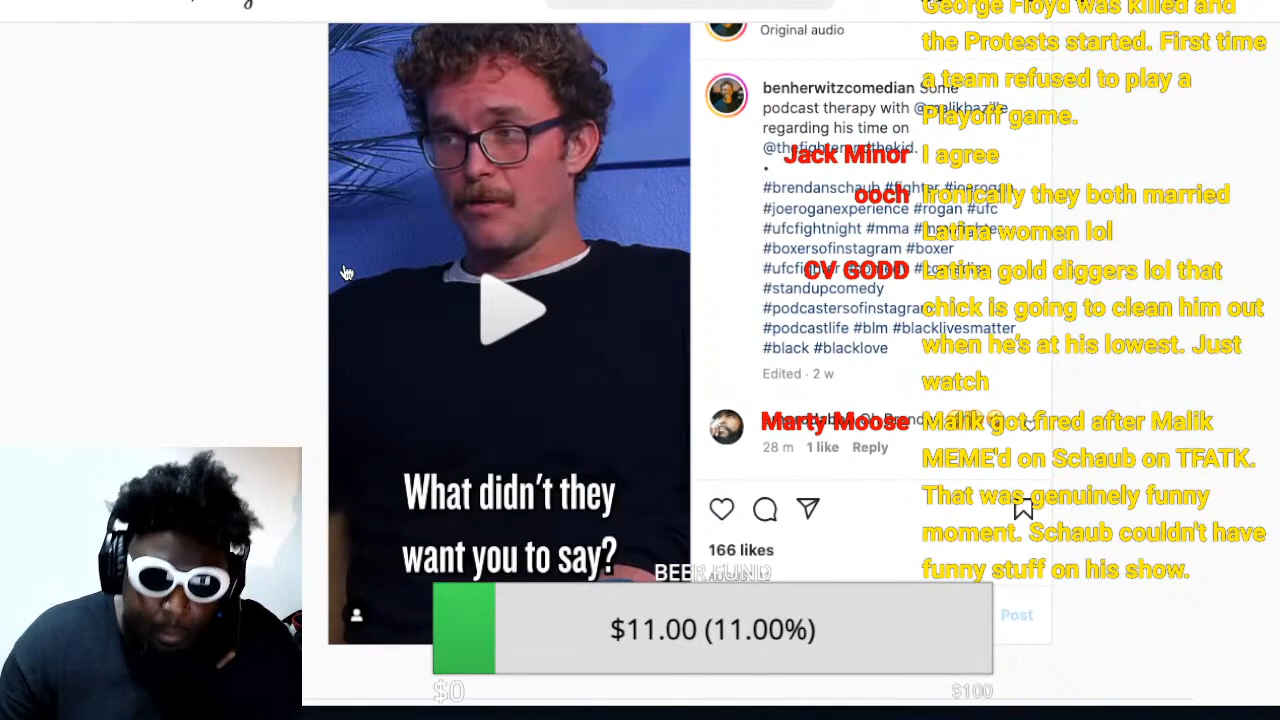 Original audio
benherwitzcomedian Some
podcast therapy with @malikbazille
regarding his time on
@thefighterandthekid.
•
#brendanschaub #fighter #joerogan
#joeroganexperience #rogan #ufc
#ufcfightnight #mma
#boxersofinstagram #boxer
#ufcfighter #comedy
#standupcomedy
#podcastersofinstagram
#podcastlife #blm #blacklivesmatter
#black #blacklove
Edited · 2 w
28 m 1 like Reply
166 likes
Post
What didn't they
want you to say?
BEER FUND
$11.00 (11.00%)
$0
$100
George Floyd was killed and
the Protests started. First time
a team refused to play a
Playoff game.
Jack Minor I agree
ooch Ironically they both married
Latina women lol
CV GODD Latina gold diggers lol that
chick is going to clean him out
when he's at his lowest. Just
watch
Marty Moose Malik got fired after Malik
MEME'd on Schaub on TFATK.
That was genuinely funny
moment. Schaub couldn't have
funny stuff on his show.